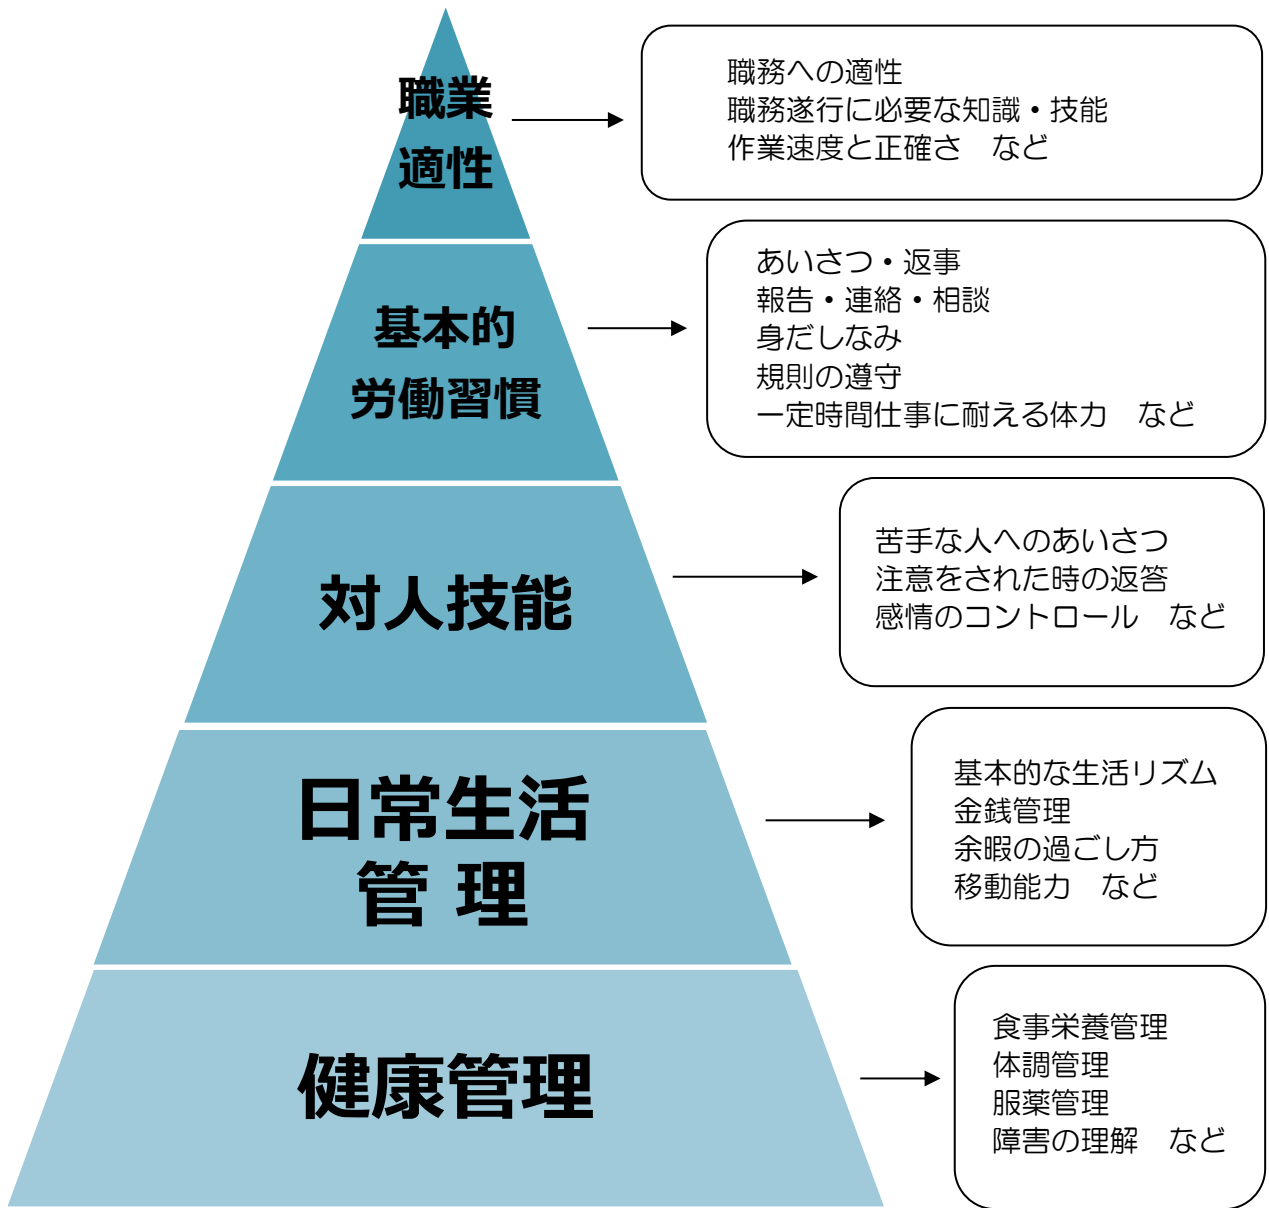 職業
適性
職務への適性
職務遂行に必要な知識・技能
作業速度と正確さ　など
基本的
労働習慣
あいさつ・返事
報告・連絡・相談
身だしなみ
規則の遵守
一定時間仕事に耐える体力　など
対人技能
苦手な人へのあいさつ
注意をされた時の返答
感情のコントロール　など
日常生活
管 理
基本的な生活リズム
金銭管理
余暇の過ごし方
移動能力　など
健康管理
食事栄養管理
体調管理
服薬管理
障害の理解　など